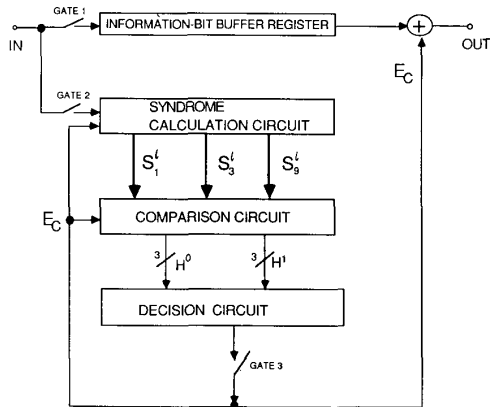 GATE 1
INFORMATION-BIT BUFFER REGISTER
+
IN
OUT
E_C
GATE 2
SYNDROME
CALCULATION CIRCUIT
S_1^l S_3^l S_9^l
E_C
COMPARISON CIRCUIT
3 H^0 3 H^1
DECISION CIRCUIT
GATE 3